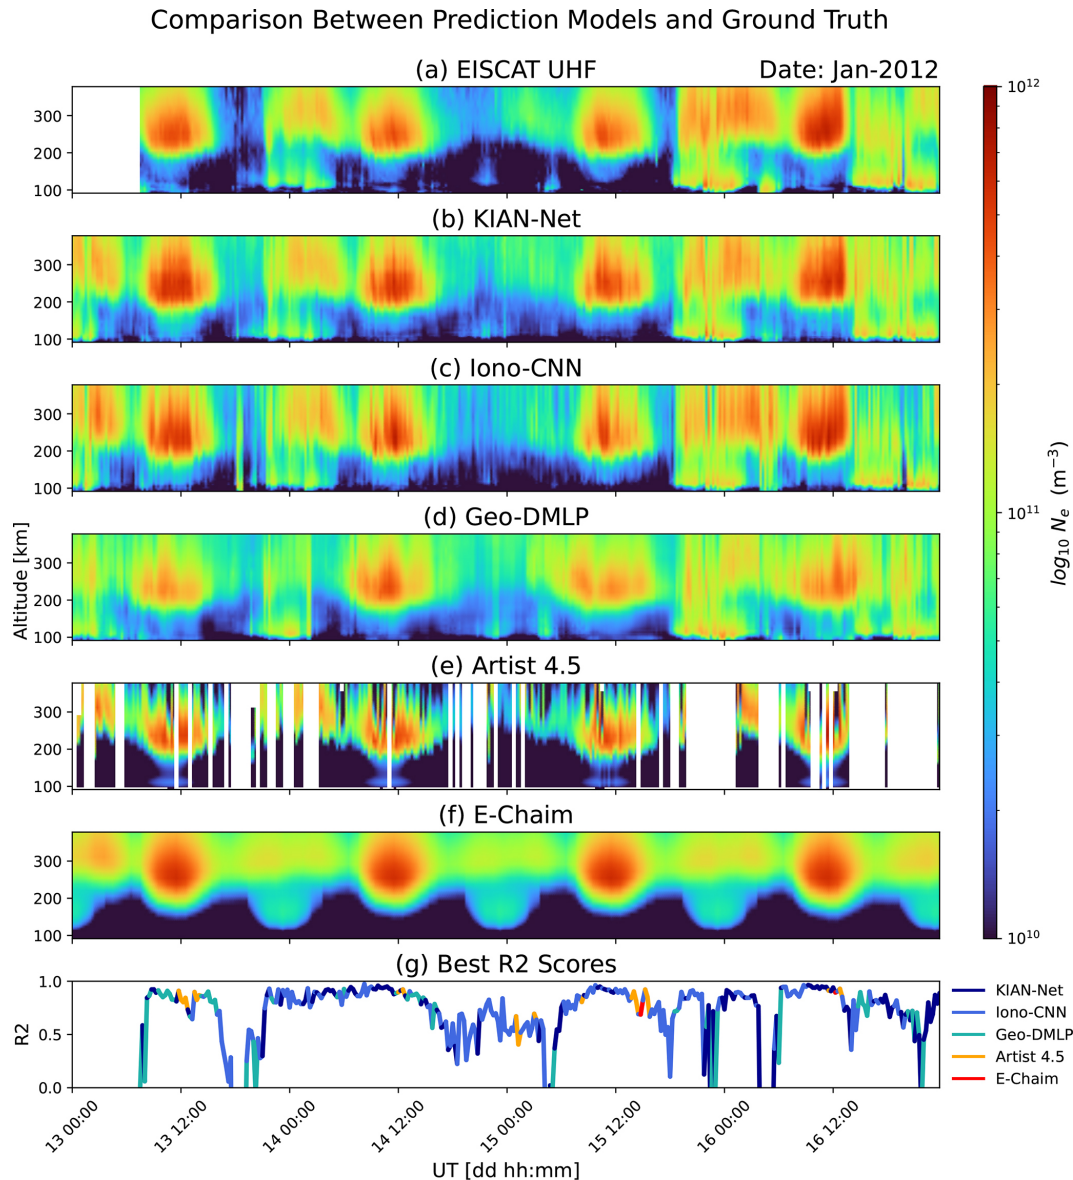 Comparison Between Prediction Models and Ground Truth
(a) EISCAT UHF
Date: Jan-2012
300
200
100
(b) KIAN-Net
300
200
100
(c) Iono-CNN
300
200
100
(d) Geo-DMLP
300
200
100
(e) Artist 4.5
300
200
100
(f) E-Chaim
300
200
100
Altitude [km]
10¹²
10¹¹
10¹⁰
log₁₀ Nₑ (m⁻³)
(g) Best R2 Scores
1.0
0.5
0.0
R2
KIAN-Net
Iono-CNN
Geo-DMLP
Artist 4.5
E-Chaim
13 00:00
13 12:00
14 00:00
14 12:00
15 00:00
15 12:00
16 00:00
16 12:00
UT [dd hh:mm]